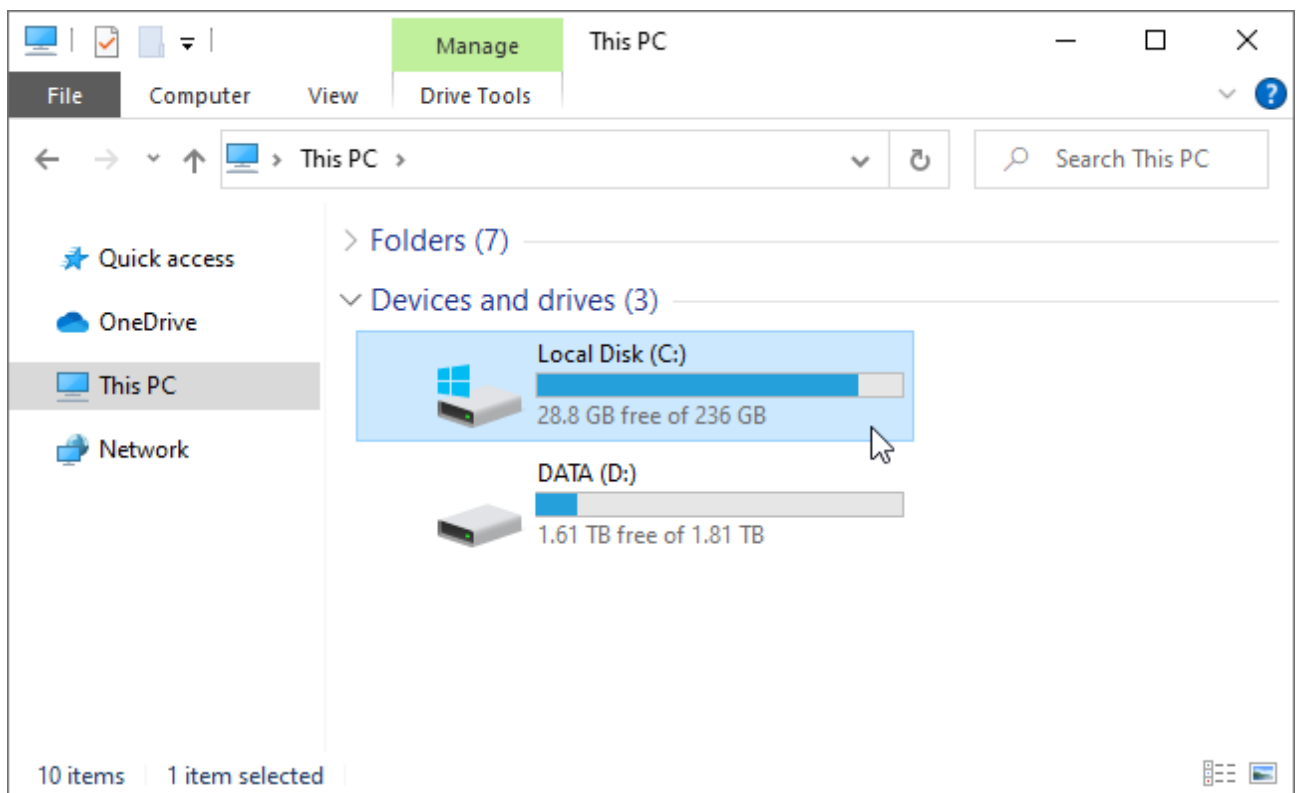 Manage This PC
File Computer View Drive Tools ?
This PC Search This PC
Quick access
OneDrive
This PC
Network
Folders (7)
Devices and drives (3)
Local Disk (C:)
28.8 GB free of 236 GB
DATA (D:)
1.61 TB free of 1.81 TB
10 items 1 item selected